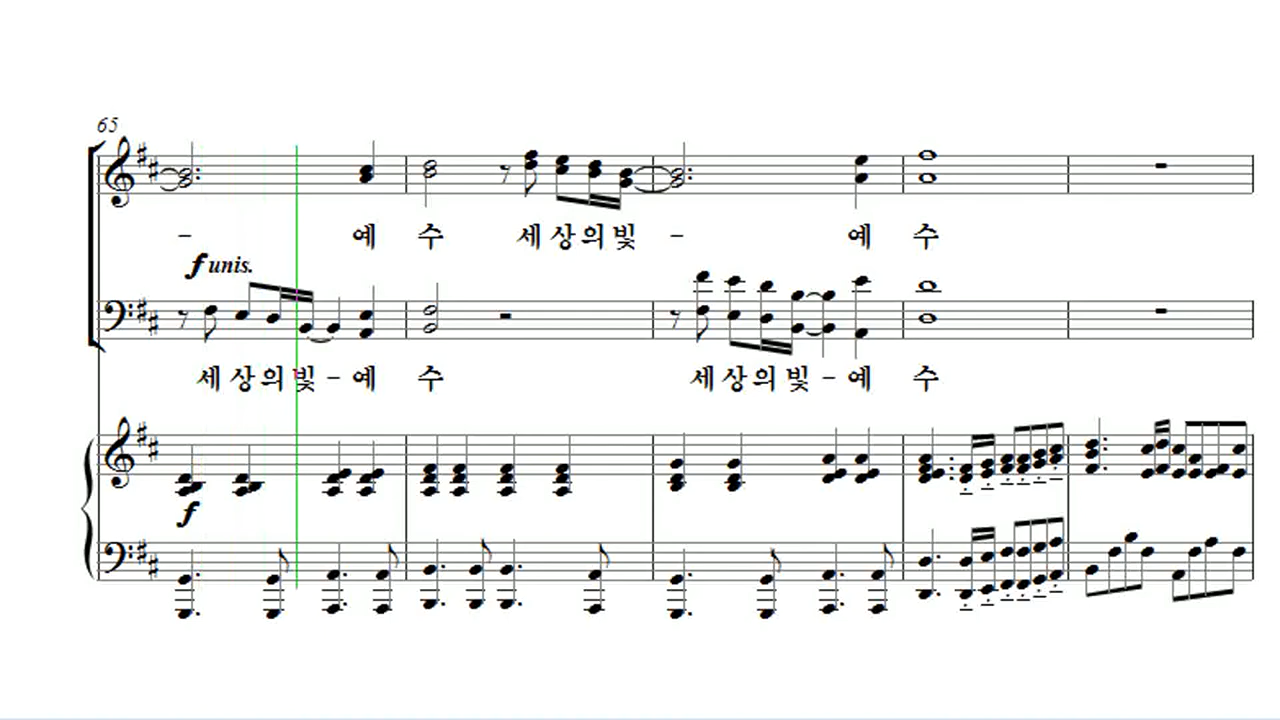 65
- 예 수 세 상 의 빛 - 예 수
f unis.
세 상 의 빛 - 예 수 세 상 의 빛 - 예 수
f